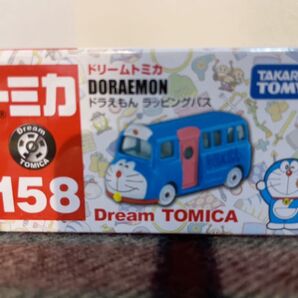 トミカ
Dream
TOMICA
158
ドリームトミカ
DORAEMON
ドラえもん ラッピングバス
Dream TOMICA
TAKARA
TOMY